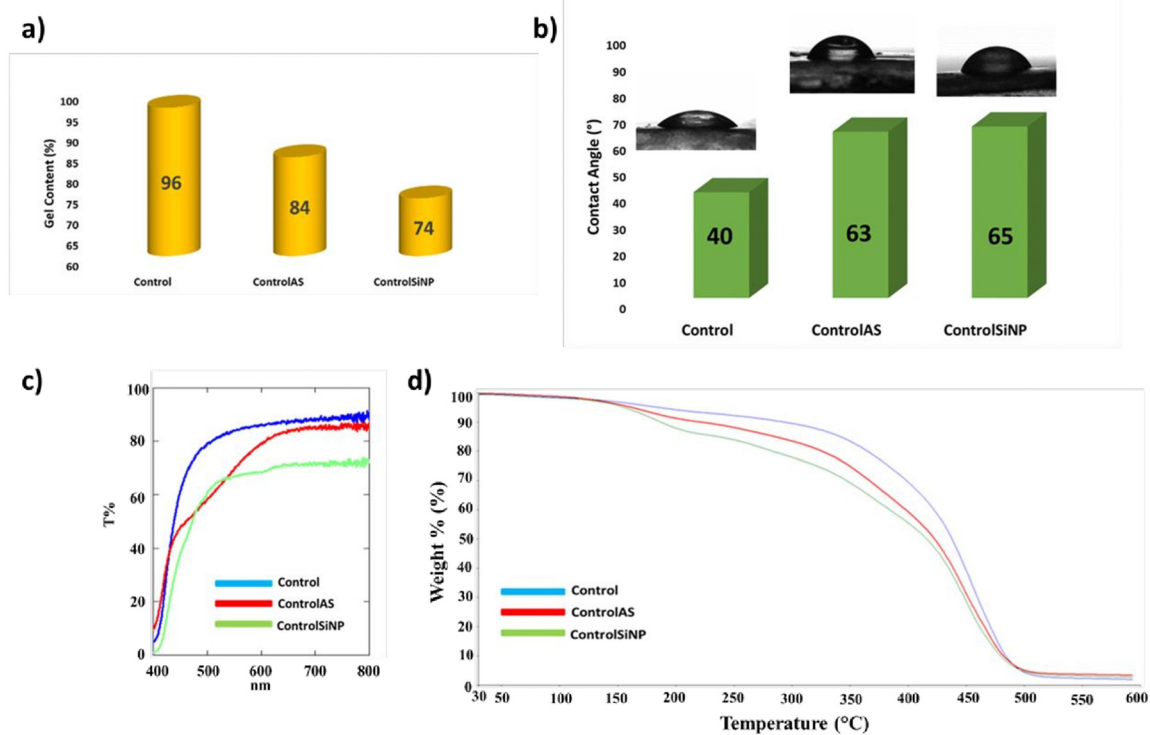 a)
Gel Content (%)
100
95
90
85
80
75
70
65
60
96
84
74
Control
ControlAS
ControlSiNP
b)
Contact Angle (°)
100
90
80
70
60
50
40
30
20
10
0
40
63
65
Control
ControlAS
ControlSiNP
c)
T%
100
80
60
40
20
0
Control
ControlAS
ControlSiNP
400 500 600 700 800
nm
d)
Weight % (%)
100
90
80
70
60
50
40
30
20
10
0
Control
ControlAS
ControlSiNP
30 50 100 150 200 250 300 350 400 450 500 550 600
Temperature (°C)